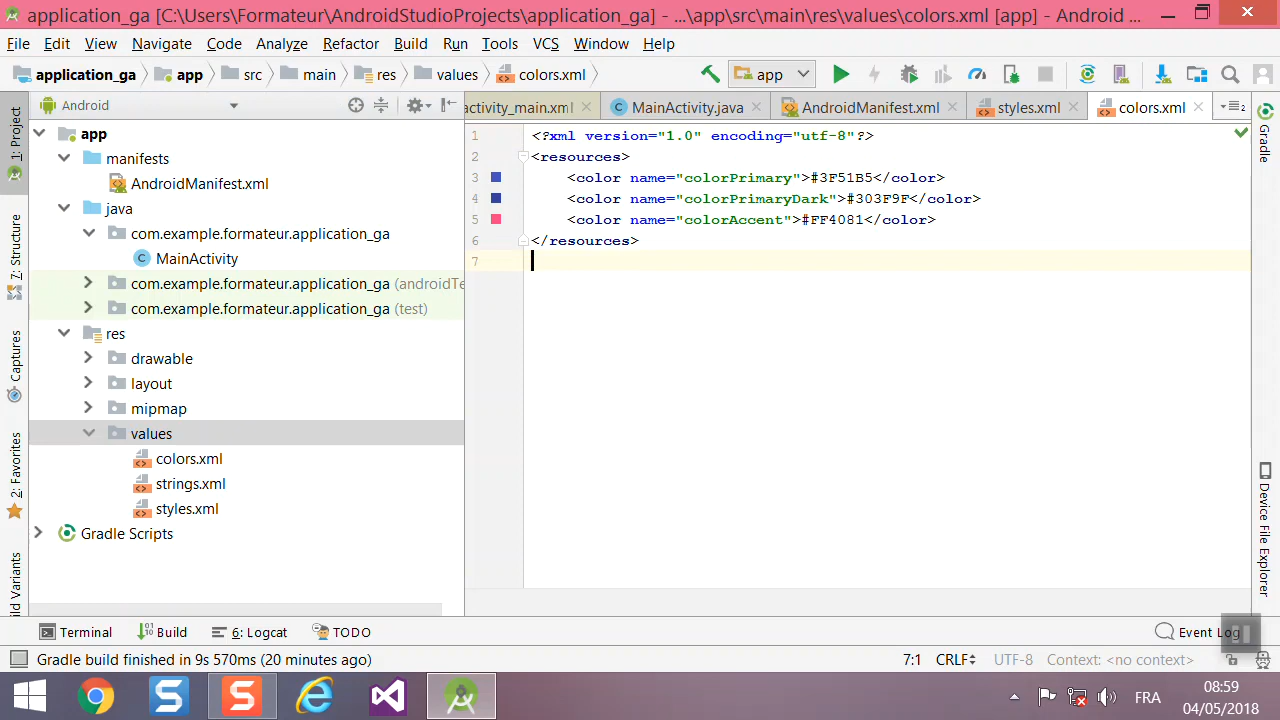 application_ga [C:\Users\Formateur\AndroidStudioProjects\application_ga] - ...\app\src\main\res\values\colors.xml [app] - Android ...
File Edit View Navigate Code Analyze Refactor Build Run Tools VCS Window Help
application_ga app src main res values colors.xml app
1: Project
7: Structure
Captures
2: Favorites
ld Variants
Android
app
manifests
AndroidManifest.xml
java
com.example.formateur.application_ga
MainActivity
com.example.formateur.application_ga (androidTe
com.example.formateur.application_ga (test)
res
drawable
layout
mipmap
values
colors.xml
strings.xml
styles.xml
Gradle Scripts
activity_main.xml MainActivity.java AndroidManifest.xml styles.xml colors.xml 2
1 <?xml version="1.0" encoding="utf-8"?>
2 <resources>
3 <color name="colorPrimary">#3F51B5</color>
4 <color name="colorPrimaryDark">#303F9F</color>
5 <color name="colorAccent">#FF4081</color>
6 </resources>
7
Gradle
Device File Explorer
Terminal Build 6: Logcat TODO Event Log
Gradle build finished in 9s 570ms (20 minutes ago) 7:1 CRLF UTF-8 Context: <no context>
FRA
08:59
04/05/2018